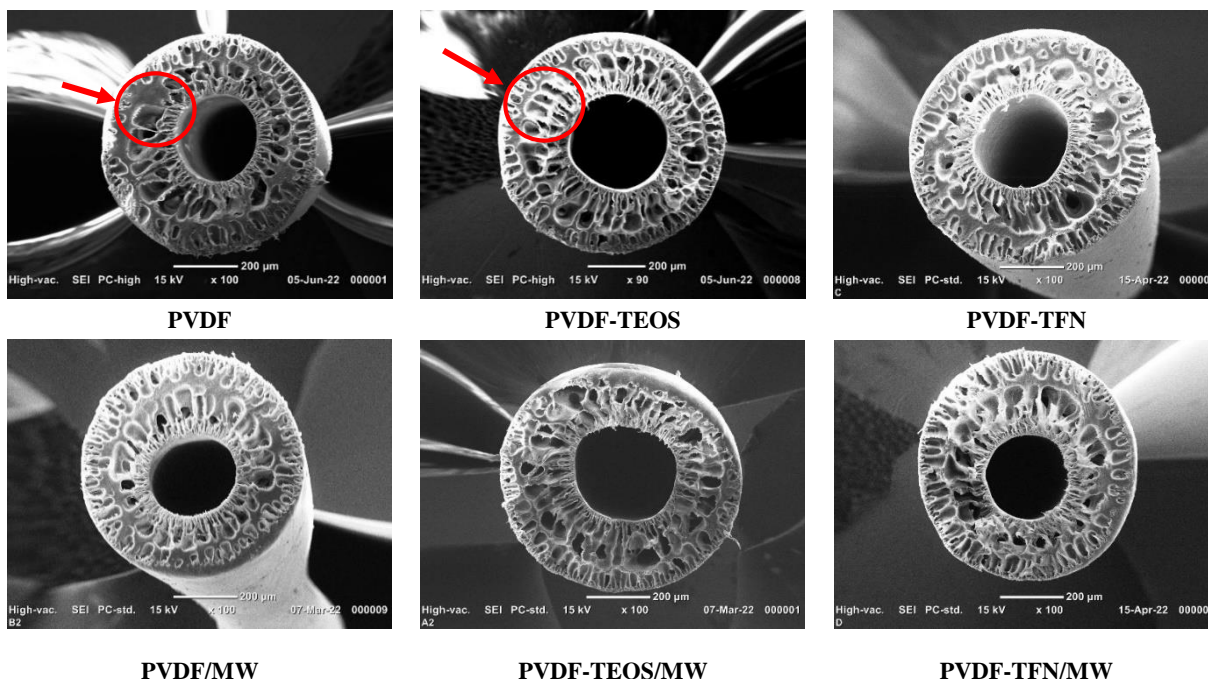 200 µm
High-vac. SEI PC-high 15 kV x 100 05-Jun-22 000001
200 µm
High-vac. SEI PC-high 15 kV x 90 05-Jun-22 000008
200 µm
High-vac. SEI PC-std. 15 kV x 100 15-Apr-22
C
PVDF
PVDF-TEOS
PVDF-TFN
200 µm
High-vac. SEI PC-std. 15 kV x 100 07-Mar-22 000009
B2
200 µm
High-vac. SEI PC-std. 15 kV x 100 07-Mar-22 000001
A2
200 µm
High-vac. SEI PC-std. 15 kV x 100 15-Apr-22
D
PVDF/MW
PVDF-TEOS/MW
PVDF-TFN/MW